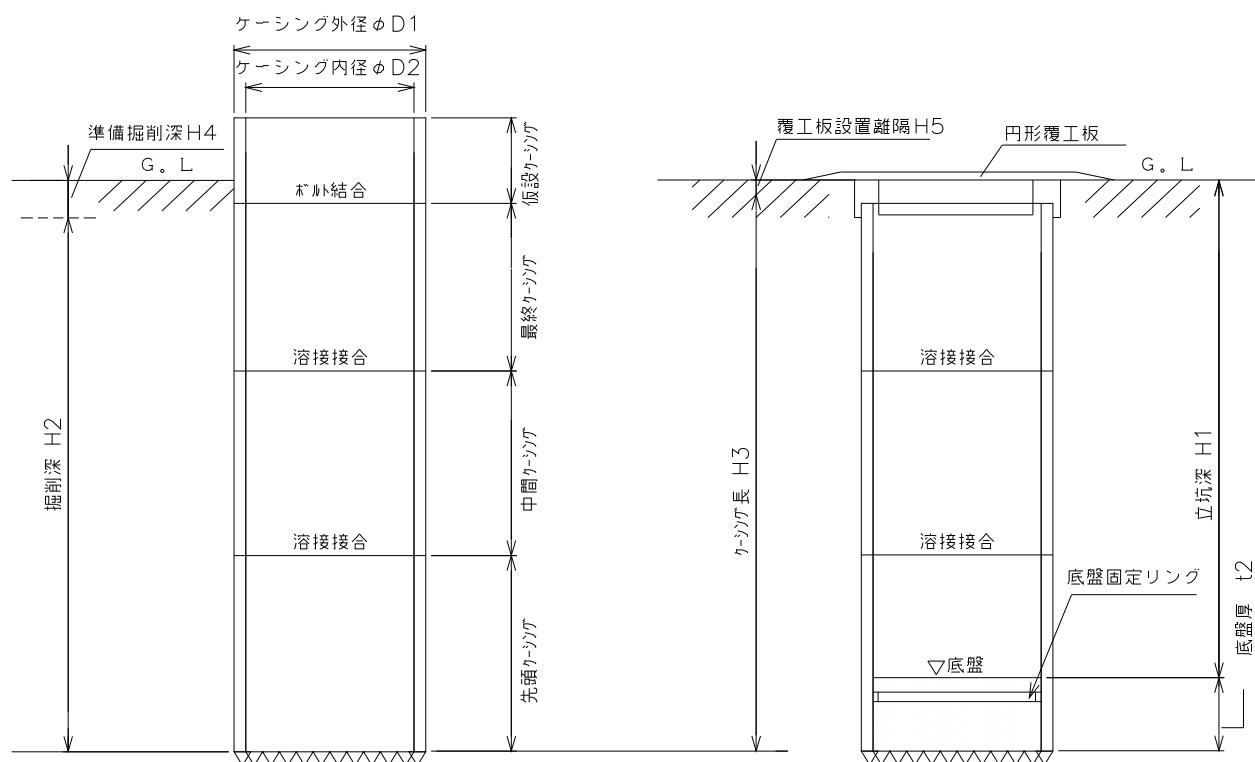 ケーシング外径φD1
ケーシング内径φD2
準備掘削深H4
G。L
ボルト結合
仮設ケーシング
最終ケーシング
溶接接合
掘削深 H2
中間ケーシング
溶接接合
先頭ケーシング
覆工板設置離隔H5
円形覆工板
G。L
溶接接合
ケーシング長 H3
立坑深 H1
溶接接合
底盤固定リング
底盤厚 t2
▽底盤